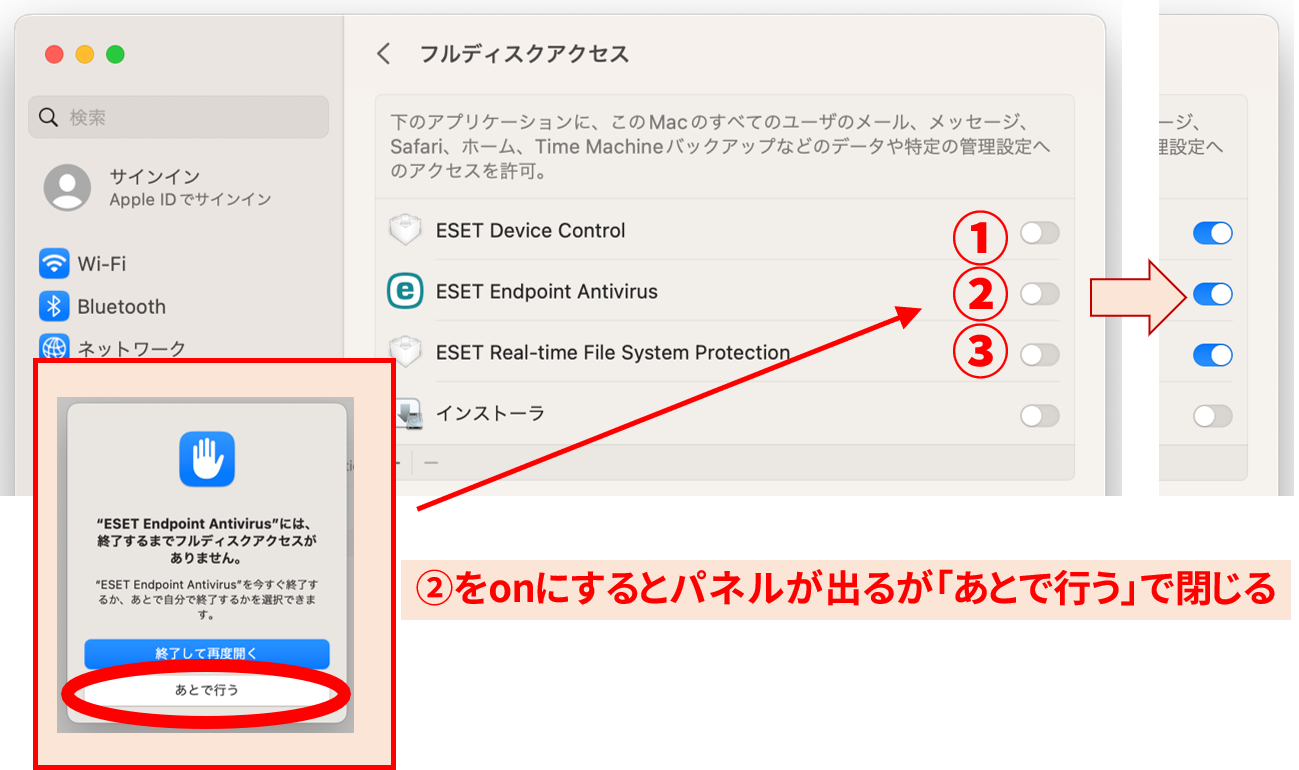 フルディスクアクセス
検索
サインイン
Apple IDでサインイン
Wi-Fi
Bluetooth
ネットワーク
下のアプリケーションに、このMacのすべてのユーザのメール、メッセージ、
Safari、ホーム、Time Machineバックアップなどのデータや特定の管理設定へ
のアクセスを許可。
ESET Device Control
①
ESET Endpoint Antivirus
②
ESET Real-time File System Protection
③
インストーラ
ージ、
理設定へ
“ESET Endpoint Antivirus”には、
終了するまでフルディスクアクセスが
ありません。
“ESET Endpoint Antivirus”を今すぐ終了す
るか、あとで自分で終了するかを選択できま
す。
終了して再度開く
あとで行う
②をonにするとパネルが出るが「あとで行う」で閉じる